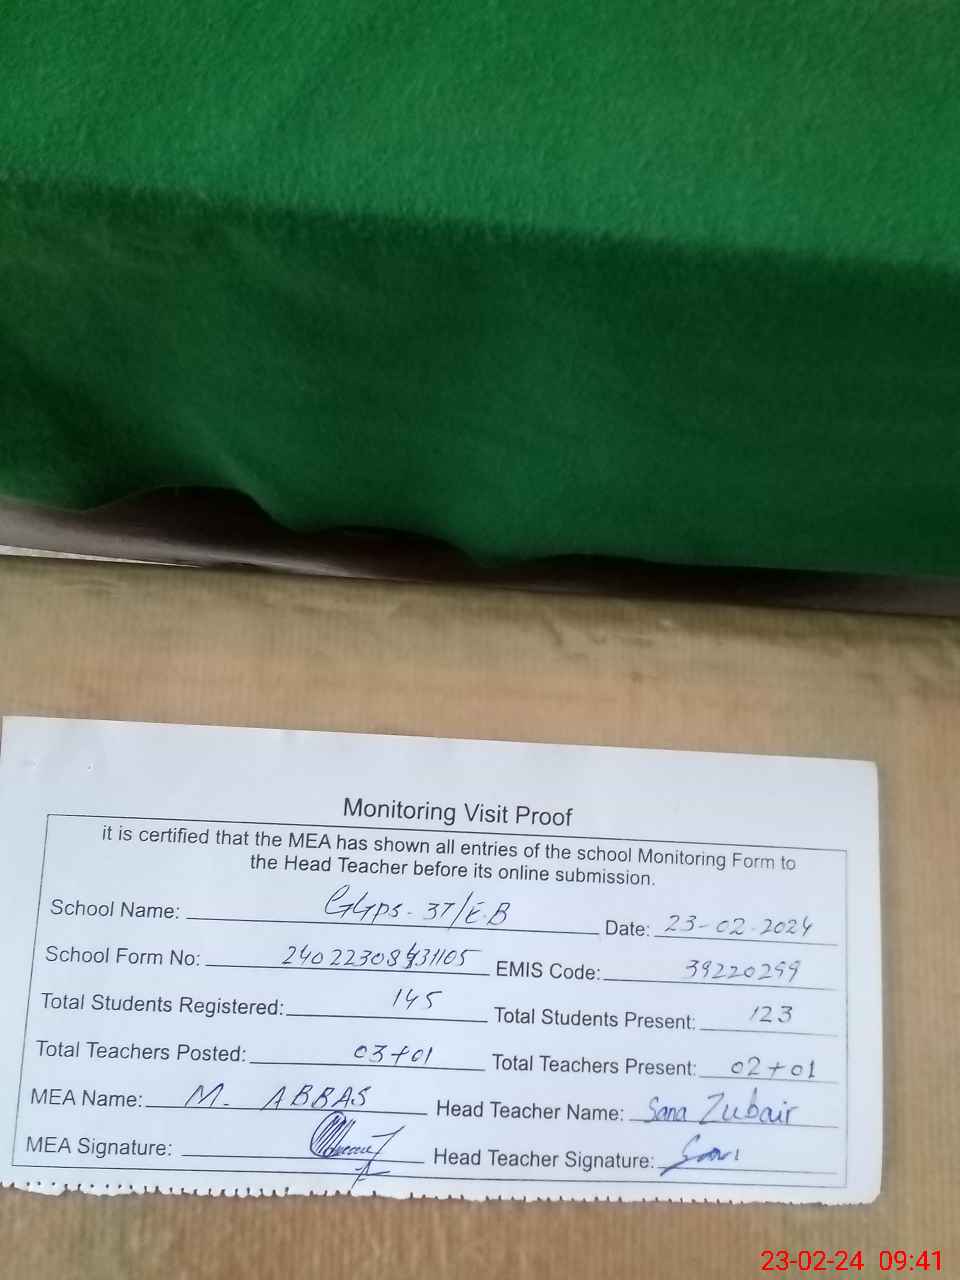 Monitoring Visit Proof
it is certified that the MEA has shown all entries of the school Monitoring Form to
the Head Teacher before its online submission.
School Name: GGPS - 37/E.B Date: 23-02-2024
School Form No: EMIS Code: 39220299
Total Students Registered: 145 Total Students Present: 123
Total Teachers Posted: 03+01 Total Teachers Present: 02+01
MEA Name: M. ABBAS Head Teacher Name: Sana Zubair
MEA Signature: Head Teacher Signature:
23-02-24 09:41